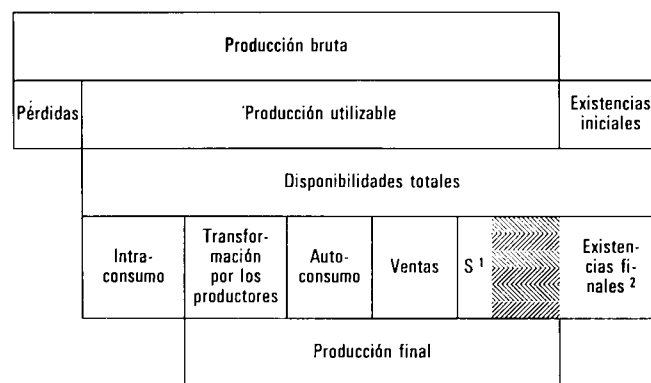 Producción bruta
Pérdidas
Producción utilizable
Existencias
iniciales
Disponibilidades totales
Intra-
consumo
Transfor-
mación
por los
productores
Auto-
consumo
Ventas
S ¹
Existen-
cias fi-
nales ²
Producción final